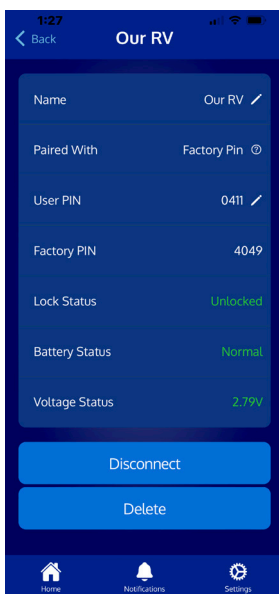 1:27
Back Our RV
Name Our RV
Paired With Factory Pin
User PIN 0411
Factory PIN 4049
Lock Status Unlocked
Battery Status Normal
Voltage Status 2.79V
Disconnect
Delete
Home Notifications Settings